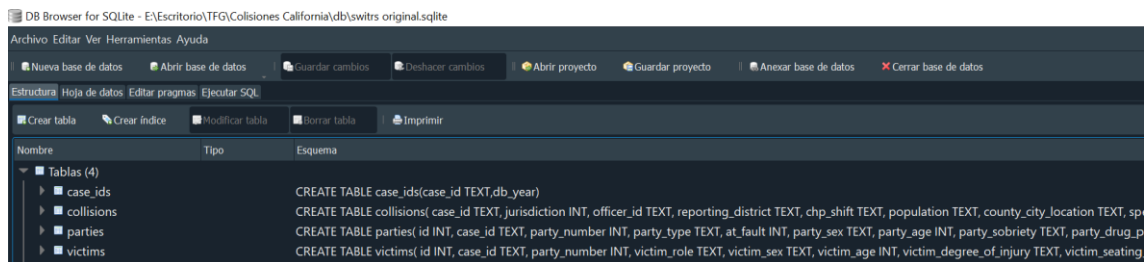 DB Browser for SQLite - E:\Escritorio\TFG\Colisiones California\db\switrs original.sqlite
Archivo Editar Ver Herramientas Ayuda
Nueva base de datos Abrir base de datos Guardar cambios Deshacer cambios Abrir proyecto Guardar proyecto Anexar base de datos Cerrar base de datos
Estructura Hoja de datos Editar pragmas Ejecutar SQL
Crear tabla Crear índice Modificar tabla Borrar tabla Imprimir
Nombre Tipo Esquema
Tablas (4)
case_ids CREATE TABLE case_ids(case_id TEXT,db_year)
collisions CREATE TABLE collisions( case_id TEXT, jurisdiction INT, officer_id TEXT, reporting_district TEXT, chp_shift TEXT, population TEXT, county_city_location TEXT, spe
parties CREATE TABLE parties( id INT, case_id TEXT, party_number INT, party_type TEXT, at_fault INT, party_sex TEXT, party_age INT, party_sobriety TEXT, party_drug_p
victims CREATE TABLE victims( id INT, case_id TEXT, party_number INT, victim_role TEXT, victim_sex TEXT, victim_age INT, victim_degree_of_injury TEXT, victim_seating